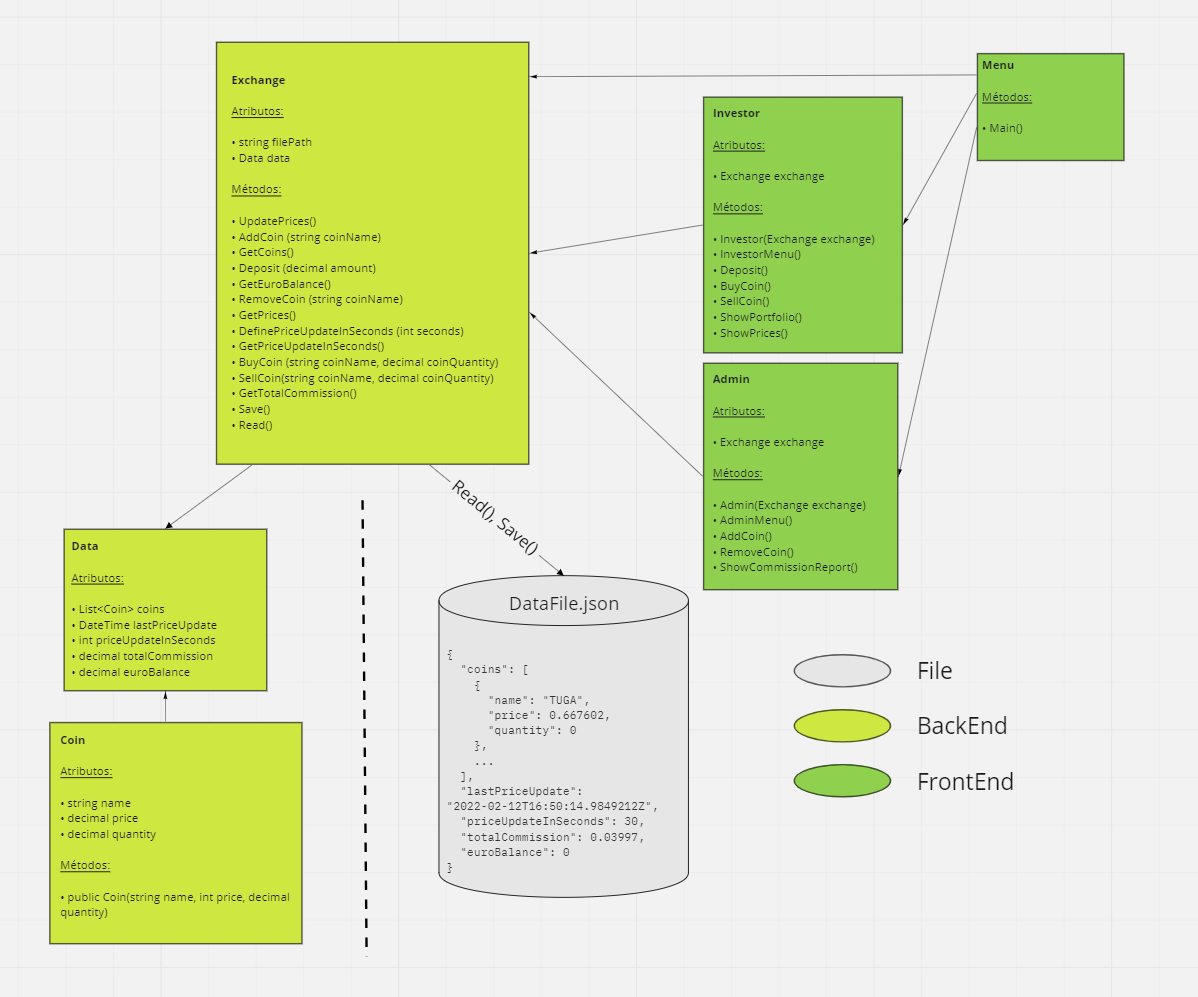 Exchange
Atributos:
• string filePath
• Data data
Métodos:
• UpdatePrices()
• AddCoin (string coinName)
• GetCoins()
• Deposit (decimal amount)
• GetEuroBalance()
• RemoveCoin (string coinName)
• GetPrices()
• DefinePriceUpdateInSeconds (int seconds)
• GetPriceUpdateInSeconds()
• BuyCoin (string coinName, decimal coinQuantity)
• SellCoin(string coinName, decimal coinQuantity)
• GetTotalCommission()
• Save()
• Read()
Menu
Métodos:
• Main()
Investor
Atributos:
• Exchange exchange
Métodos:
• Investor(Exchange exchange)
• InvestorMenu()
• Deposit()
• BuyCoin()
• SellCoin()
• ShowPortfolio()
• ShowPrices()
Admin
Atributos:
• Exchange exchange
Métodos:
• Admin(Exchange exchange)
• AdminMenu()
• AddCoin()
• RemoveCoin()
• ShowCommissionReport()
Read(), Save()
Data
Atributos:
• List<Coin> coins
• DateTime lastPriceUpdate
• int priceUpdateInSeconds
• decimal totalCommission
• decimal euroBalance
Coin
Atributos:
• string name
• decimal price
• decimal quantity
Métodos:
• public Coin(string name, int price, decimal
quantity)
DataFile.json
{
"coins": [
{
"name": "TUGA",
"price": 0.667602,
"quantity": 0
},
...
],
"lastPriceUpdate":
"2022-02-12T16:50:14.9849212Z",
"priceUpdateInSeconds": 30,
"totalCommission": 0.03997,
"euroBalance": 0
}
File
BackEnd
FrontEnd